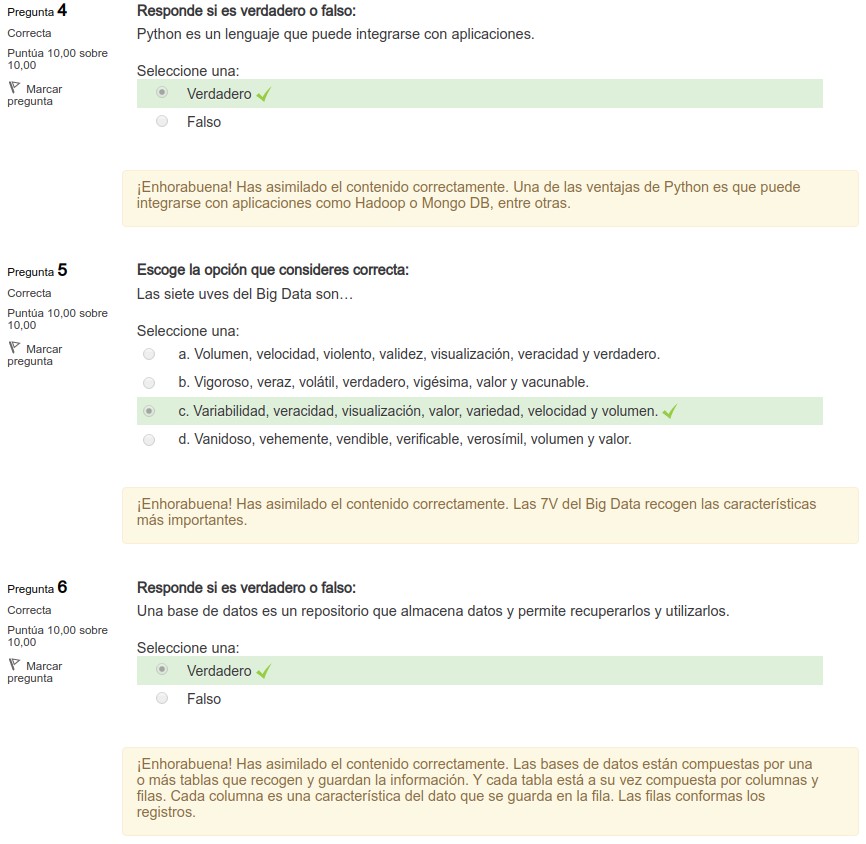 Pregunta 4
Correcta
Puntúa 10,00 sobre
10,00
Marcar
pregunta
Responde si es verdadero o falso:
Python es un lenguaje que puede integrarse con aplicaciones.
Seleccione una:
Verdadero
Falso
¡Enhorabuena! Has asimilado el contenido correctamente. Una de las ventajas de Python es que puede
integrarse con aplicaciones como Hadoop o Mongo DB, entre otras.
Pregunta 5
Correcta
Puntúa 10,00 sobre
10,00
Marcar
pregunta
Escoge la opción que consideres correcta:
Las siete uves del Big Data son…
Seleccione una:
a. Volumen, velocidad, violento, validez, visualización, veracidad y verdadero.
b. Vigoroso, veraz, volátil, verdadero, vigésima, valor y vacunable.
c. Variabilidad, veracidad, visualización, valor, variedad, velocidad y volumen.
d. Vanidoso, vehemente, vendible, verificable, verosímil, volumen y valor.
¡Enhorabuena! Has asimilado el contenido correctamente. Las 7V del Big Data recogen las características
más importantes.
Pregunta 6
Correcta
Puntúa 10,00 sobre
10,00
Marcar
pregunta
Responde si es verdadero o falso:
Una base de datos es un repositorio que almacena datos y permite recuperarlos y utilizarlos.
Seleccione una:
Verdadero
Falso
¡Enhorabuena! Has asimilado el contenido correctamente. Las bases de datos están compuestas por una
o más tablas que recogen y guardan la información. Y cada tabla está a su vez compuesta por columnas y
filas. Cada columna es una característica del dato que se guarda en la fila. Las filas conformas los
registros.